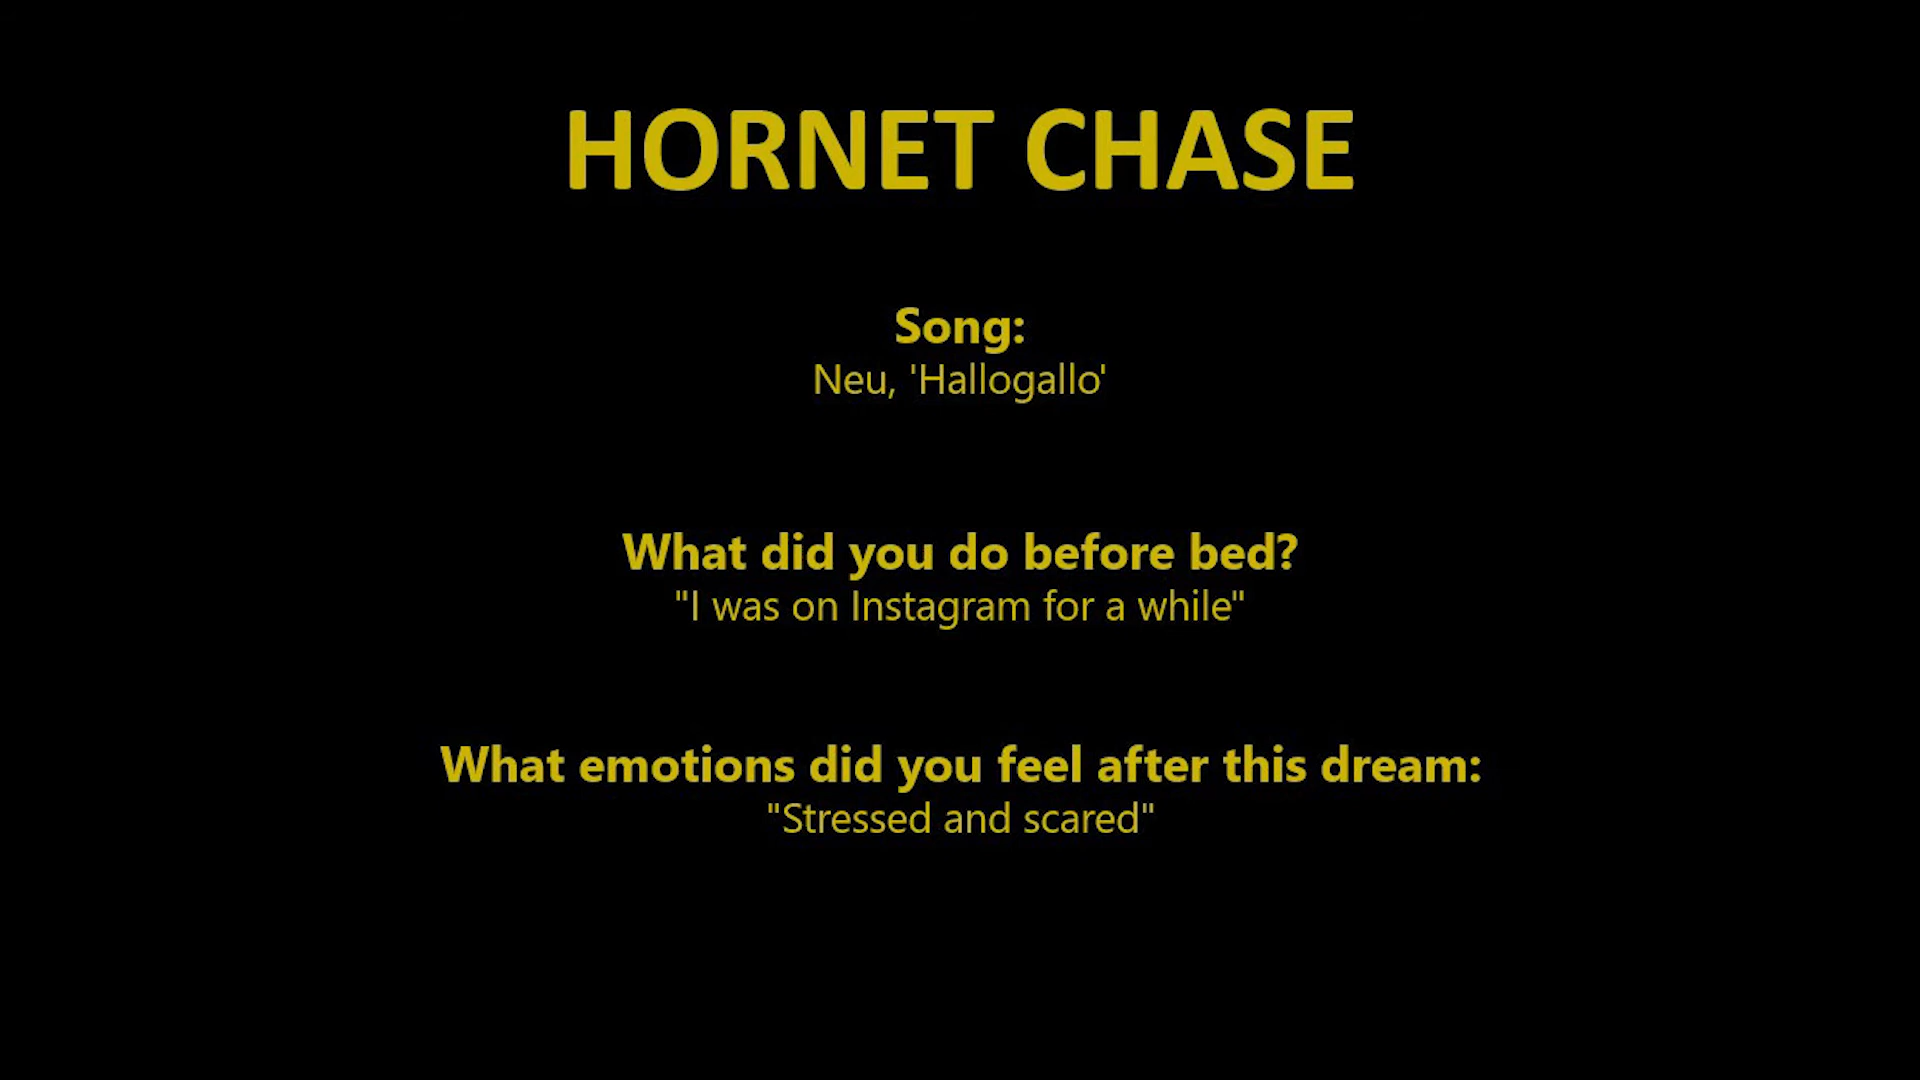 HORNET CHASE
Song:
Neu, 'Hallogallo'
What did you do before bed?
"I was on Instagram for a while"
What emotions did you feel after this dream:
"Stressed and scared"